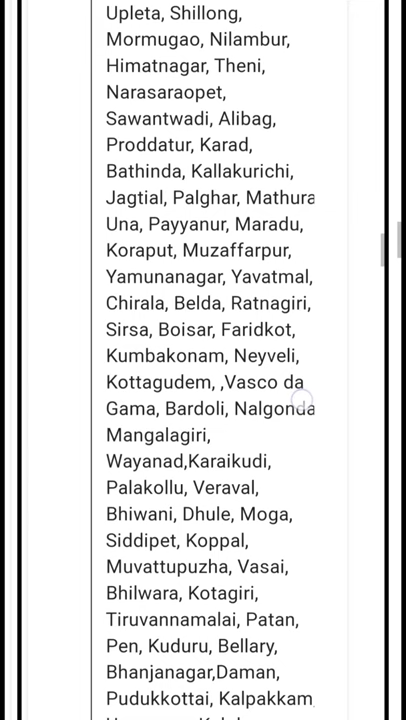 Upleta, Shillong,
Mormugao, Nilambur,
Himatnagar, Theni,
Narasaraopet,
Sawantwadi, Alibag,
Proddatur, Karad,
Bathinda, Kallakurichi,
Jagtial, Palghar, Mathura
Una, Payyanur, Maradu,
Koraput, Muzaffarpur,
Yamunanagar, Yavatmal,
Chirala, Belda, Ratnagiri,
Sirsa, Boisar, Faridkot,
Kumbakonam, Neyveli,
Kottagudem, ,Vasco da
Gama, Bardoli, Nalgonda
Mangalagiri,
Wayanad,Karaikudi,
Palakollu, Veraval,
Bhiwani, Dhule, Moga,
Siddipet, Koppal,
Muvattupuzha, Vasai,
Bhilwara, Kotagiri,
Tiruvannamalai, Patan,
Pen, Kuduru, Bellary,
Bhanjanagar,Daman,
Pudukkottai, Kalpakkam,